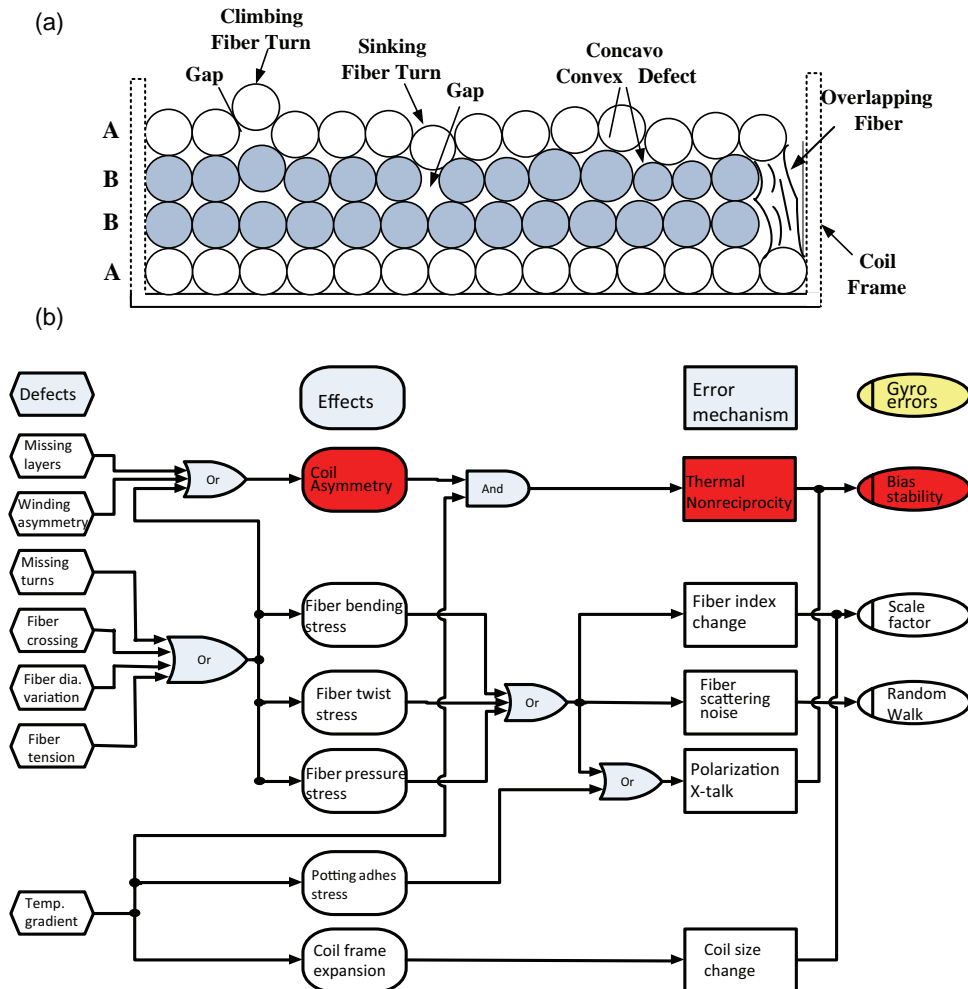 (a)
Climbing
Fiber Turn
Gap
Sinking
Fiber Turn
Gap
Concavo
Convex Defect
Overlapping
Fiber
A
B
B
A
Coil
Frame
(b)
Defects
Effects
Error
mechanism
Gyro
errors
Missing
layers
Winding
asymmetry
Or
Coil
Asymmetry
And
Thermal
Nonreciprocity
Bias
stability
Missing
turns
Fiber
crossing
Fiber dia.
variation
Fiber
tension
Or
Fiber bending
stress
Fiber twist
stress
Fiber pressure
stress
Or
Fiber index
change
Scale
factor
Fiber
scattering
noise
Random
Walk
Or
Polarization
X-talk
Temp.
gradient
Potting adhes
stress
Coil frame
expansion
Coil size
change